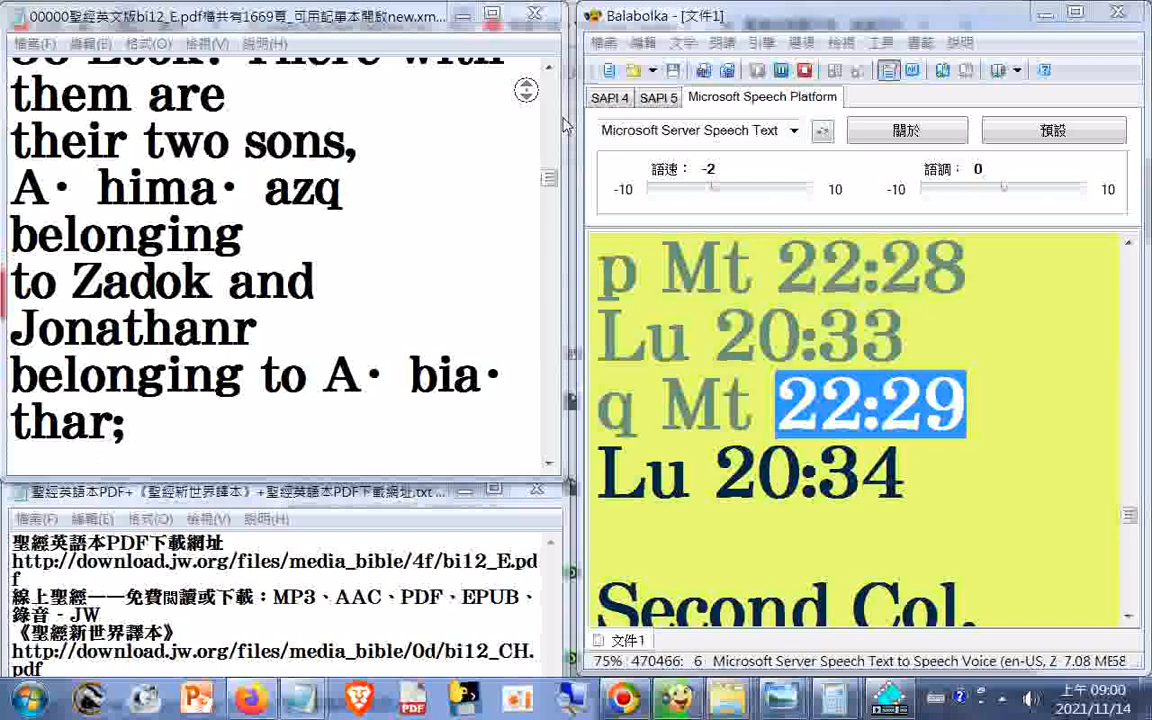 00000聖經英文版bi12_E.pdf檔共有1669頁_可用記事本開啟new.xm...
檔案(F) 編輯(E) 格式(O) 檢視(V) 說明(H)
So Look! There with
them are
their two sons,
A· hima· azq
belonging
to Zadok and
Jonathanr
belonging to A· bia·
thar;
聖經英語本PDF+《聖經新世界譯本》+聖經英語本PDF下載網址.txt ...
檔案(F) 編輯(E) 格式(O) 檢視(V) 說明(H)
聖經英語本PDF下載網址
http://download.jw.org/files/media_bible/4f/bi12_E.pd
f
線上聖經——免費閱讀或下載：MP3、AAC、PDF、EPUB、
錄音 - JW
《聖經新世界譯本》
http://download.jw.org/files/media_bible/0d/bi12_CH.
pdf
Balabolka - [文件1]
檔案 編輯 文字 朗讀 引擎 選項 檢視 工具 書籤 說明
SAPI 4 SAPI 5 Microsoft Speech Platform
Microsoft Server Speech Text 關於 預設
語速： -2 語調： 0
-10 10 -10 10
p Mt 22:28
Lu 20:33
q Mt 22:29
Lu 20:34
Second Col.
文件1
75% 470466: 6 Microsoft Server Speech Text to Speech Voice (en-US, Z 7.08 ME58
上午 09:00
2021/11/14